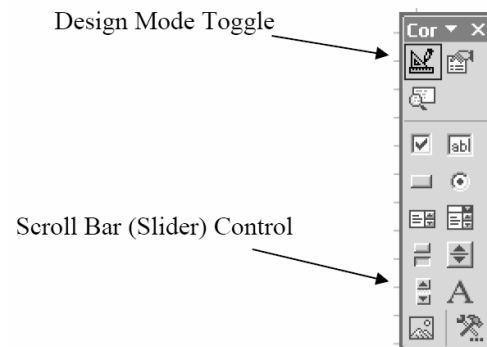 Design Mode Toggle
Cor
abl
Scroll Bar (Slider) Control
A